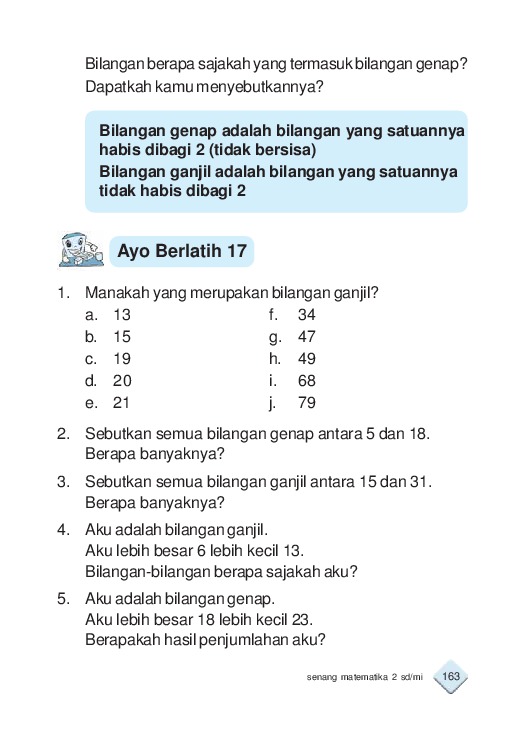 Bilangan berapa sajakah yang termasuk bilangan genap?
Dapatkah kamu menyebutkannya?
Bilangan genap adalah bilangan yang satuannya
habis dibagi 2 (tidak bersisa)
Bilangan ganjil adalah bilangan yang satuannya
tidak habis dibagi 2
Ayo Berlatih 17
1. Manakah yang merupakan bilangan ganjil?
a. 13 f. 34
b. 15 g. 47
c. 19 h. 49
d. 20 i. 68
e. 21 j. 79
2. Sebutkan semua bilangan genap antara 5 dan 18.
Berapa banyaknya?
3. Sebutkan semua bilangan ganjil antara 15 dan 31.
Berapa banyaknya?
4. Aku adalah bilangan ganjil.
Aku lebih besar 6 lebih kecil 13.
Bilangan-bilangan berapa sajakah aku?
5. Aku adalah bilangan genap.
Aku lebih besar 18 lebih kecil 23.
Berapakah hasil penjumlahan aku?
senang matematika 2 sd/mi 163